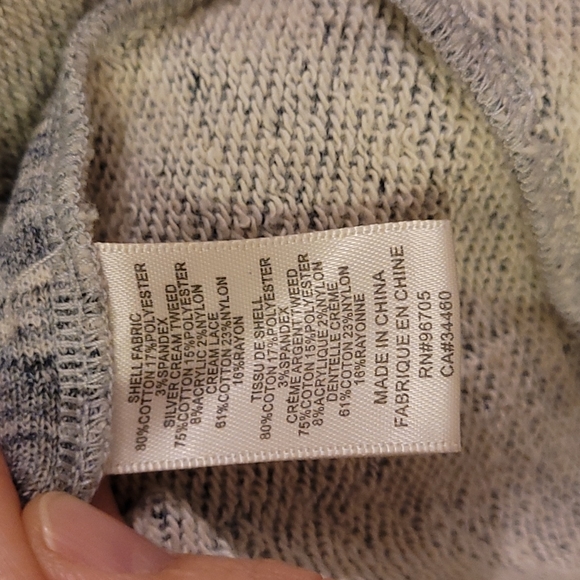 SHELL FABRIC
80%COTTON 17%POLYESTER
3%SPANDEX
SILVER CREAM TWEED
75%COTTON 15%POLYESTER
8%ACRYLIC 2%NYLON
CREAM LACE
61%COTTON 23%NYLON
16%RAYON
TISSU DE SHELL
80%COTON 17%POLYESTER
3%SPANDEX
CRÈME ARGENT TWEED
75%COTON 15%POLYESTER
8%ACRYLIQUE 2%NYLON
DENTELLE CRÈME
61%COTON 23%NYLON
16%RAYONNE
MADE IN CHINA
FABRIQUE EN CHINE
RN#96705
CA#34460